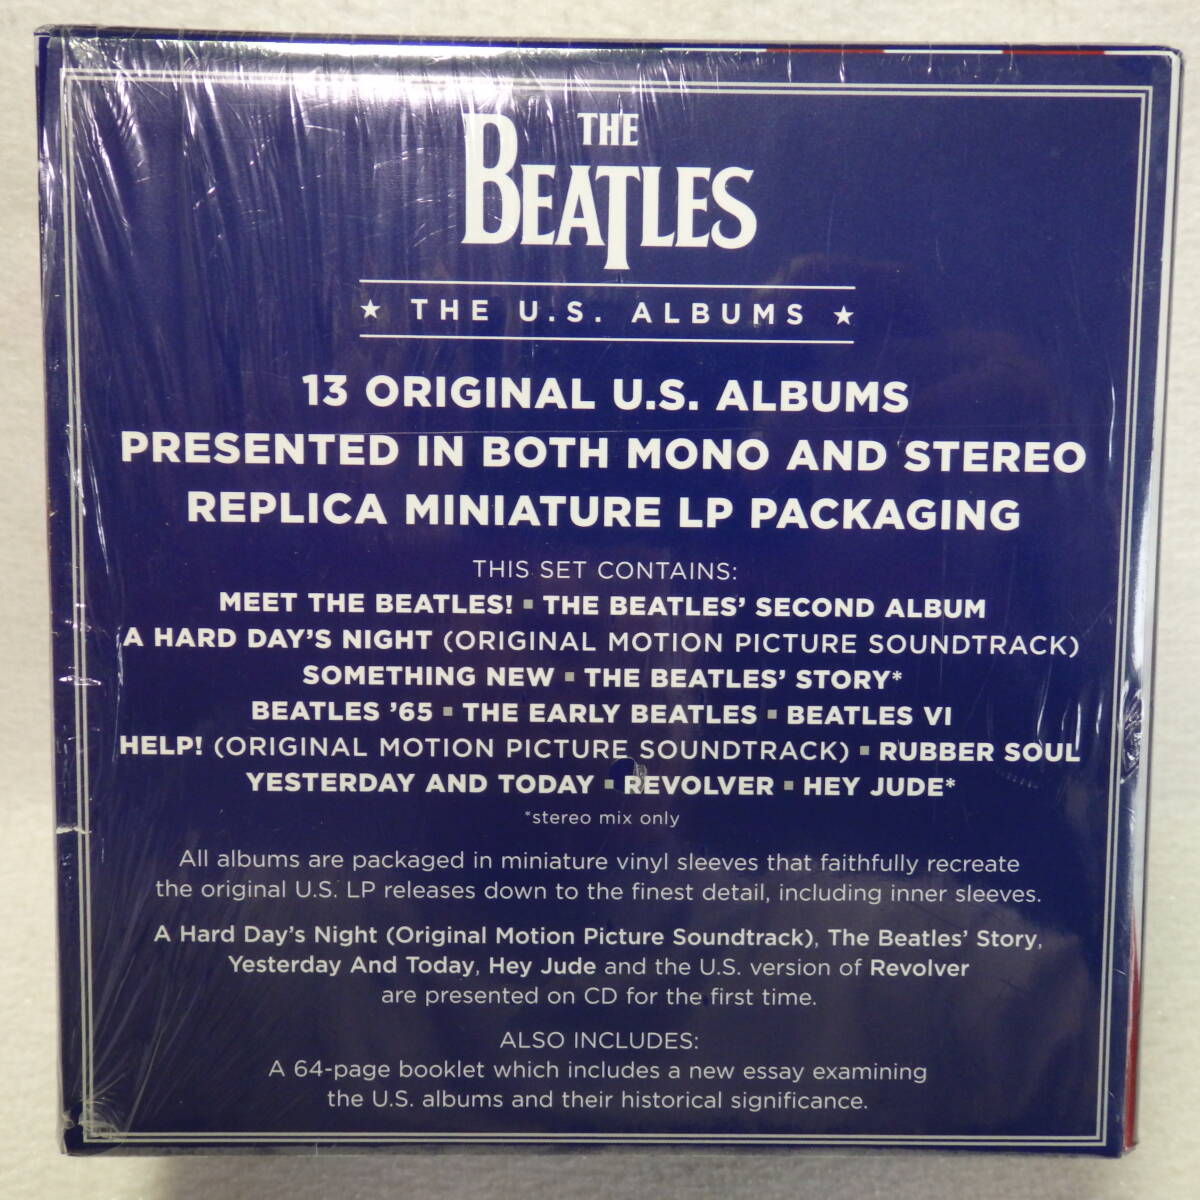 THE
BEATLES
★ THE U.S. ALBUMS ★
13 ORIGINAL U.S. ALBUMS
PRESENTED IN BOTH MONO AND STEREO
REPLICA MINIATURE LP PACKAGING
THIS SET CONTAINS:
MEET THE BEATLES! ▪ THE BEATLES’ SECOND ALBUM
A HARD DAY’S NIGHT (ORIGINAL MOTION PICTURE SOUNDTRACK)
SOMETHING NEW ▪ THE BEATLES’ STORY*
BEATLES ’65 ▪ THE EARLY BEATLES ▪ BEATLES VI
HELP! (ORIGINAL MOTION PICTURE SOUNDTRACK) ▪ RUBBER SOUL
YESTERDAY AND TODAY ▪ REVOLVER ▪ HEY JUDE*
*stereo mix only
All albums are packaged in miniature vinyl sleeves that faithfully recreate
the original U.S. LP releases down to the finest detail, including inner sleeves.
A Hard Day’s Night (Original Motion Picture Soundtrack), The Beatles’ Story,
Yesterday And Today, Hey Jude and the U.S. version of Revolver
are presented on CD for the first time.
ALSO INCLUDES:
A 64-page booklet which includes a new essay examining
the U.S. albums and their historical significance.